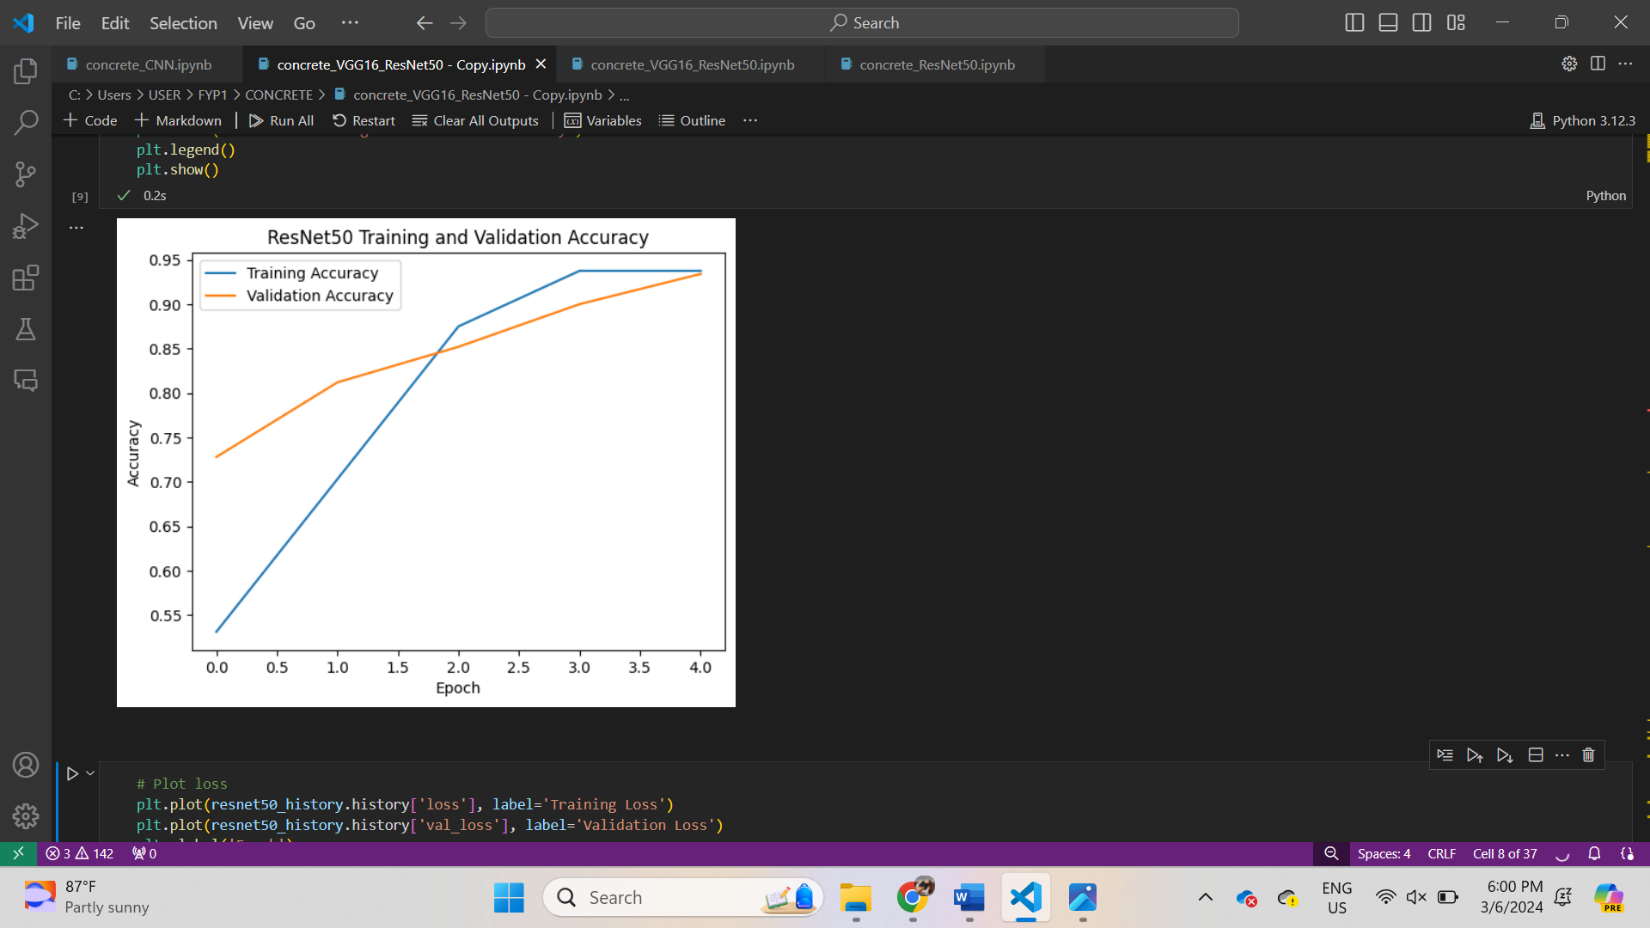 File Edit Selection View Go ··· Search
concrete_CNN.ipynb concrete_VGG16_ResNet50 - Copy.ipynb concrete_VGG16_ResNet50.ipynb concrete_ResNet50.ipynb
C: > Users > USER > FYP1 > CONCRETE > concrete_VGG16_ResNet50 - Copy.ipynb > ...
+ Code + Markdown | Run All Restart Clear All Outputs | Variables Outline ··· Python 3.12.3
plt.legend()
plt.show()
[9] 0.2s Python
ResNet50 Training and Validation Accuracy
Training Accuracy
Validation Accuracy
0.95
0.90
0.85
0.80
0.75
0.70
0.65
0.60
0.55
Accuracy
0.0 0.5 1.0 1.5 2.0 2.5 3.0 3.5 4.0
Epoch
# Plot loss
plt.plot(resnet50_history.history['loss'], label='Training Loss')
plt.plot(resnet50_history.history['val_loss'], label='Validation Loss')
3 142 0 Spaces: 4 CRLF Cell 8 of 37
87°F
Partly sunny
Search
ENG
US
6:00 PM
3/6/2024
PRE